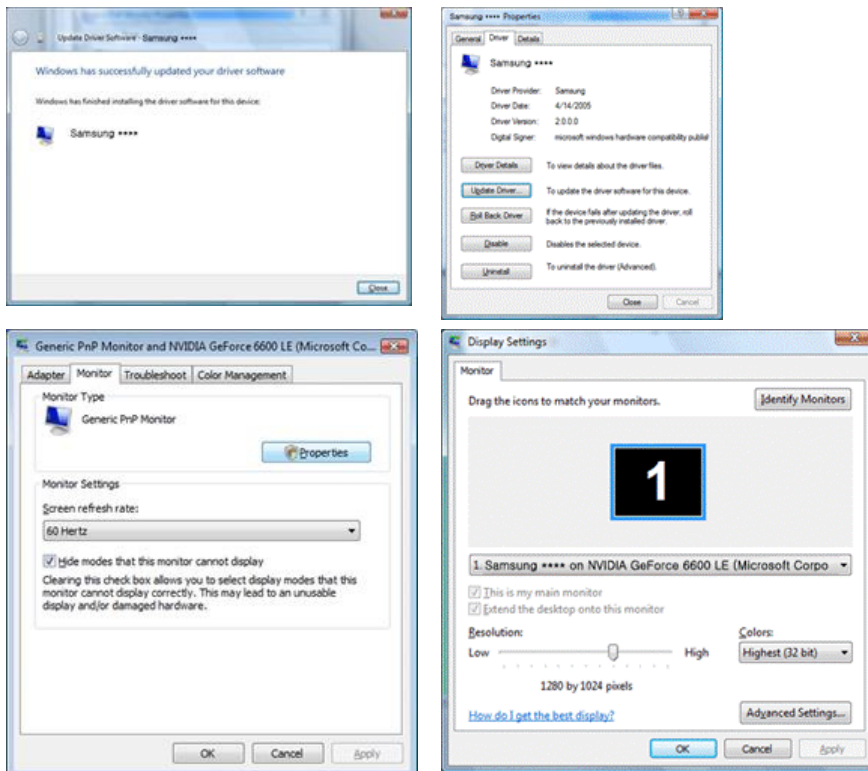 Update Driver Software - Samsung ****
Windows has successfully updated your driver software
Windows has finished installing the driver software for this device:
Samsung ****
Close
Samsung **** Properties
General Driver Details
Samsung ****
Driver Provider: Samsung
Driver Date: 4/14/2005
Driver Version: 2.0.0.0
Digital Signer: microsoft windows hardware compatibility publis
Driver Details To view details about the driver files.
Update Driver... To update the driver software for this device.
Roll Back Driver If the device fails after updating the driver, roll
back to the previously installed driver.
Disable Disables the selected device.
Uninstall To uninstall the driver (Advanced).
Close Cancel
Generic PnP Monitor and NVIDIA GeForce 6600 LE (Microsoft Co...
Adapter Monitor Troubleshoot Color Management
Monitor Type
Generic PnP Monitor
Properties
Monitor Settings
Screen refresh rate:
60 Hertz
Hide modes that this monitor cannot display
Clearing this check box allows you to select display modes that this
monitor cannot display correctly. This may lead to an unusable
display and/or damaged hardware.
OK Cancel Apply
Display Settings
Monitor
Drag the icons to match your monitors. Identify Monitors
1
1. Samsung **** on NVIDIA GeForce 6600 LE (Microsoft Corpo
This is my main monitor
Extend the desktop onto this monitor
Resolution: Colors:
Low High Highest (32 bit)
1280 by 1024 pixels
How do I get the best display? Advanced Settings...
OK Cancel Apply